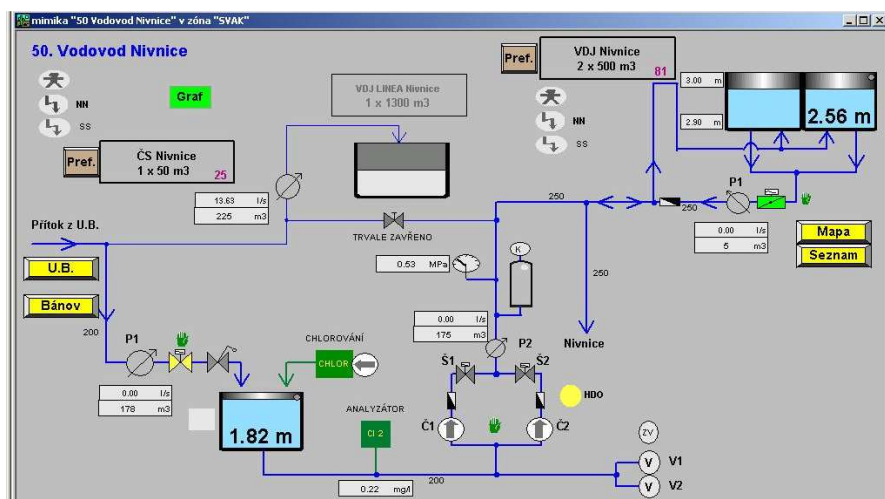 mimika "50 Vodovod Nivnice" v zóna "SVAK"
50. Vodovod Nivnice
NN
SS
Graf
Pref.
ČS Nivnice
1 x 50 m3
25
VDJ LINEA Nivnice
1 x 1300 m3
Pref.
VDJ Nivnice
2 x 500 m3
81
NN
SS
3.00 m
2.90 m
2.56 m
13.63 l/s
225 m3
Přítok z U.B.
U.B.
Bánov
200
TRVALE ZAVŘENO
250
250
P1
0.00 l/s
5 m3
Mapa
Seznam
0.53 MPa
K
250
Nivnice
P1
0.00 l/s
178 m3
CHLOROVÁNÍ
CHLOR
0.00 l/s
175 m3
P2
Š1
Š2
HDO
1.82 m
ANALYZÁTOR
Cl 2
Č1
Č2
ZV
0.22 mg/l
200
V V1
V V2